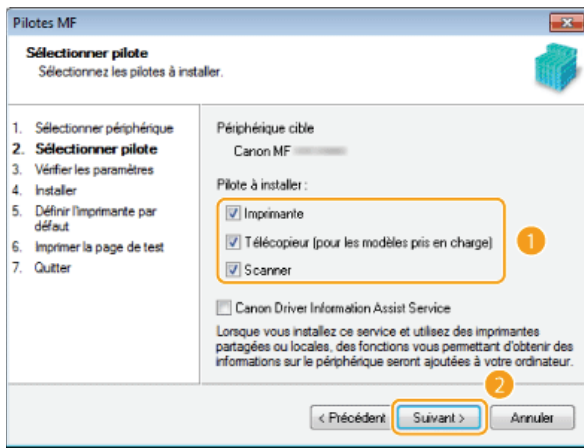 Pilotes MF
Sélectionner pilote
Sélectionnez les pilotes à installer.
1. Sélectionner périphérique
2. Sélectionner pilote
3. Vérifier les paramètres
4. Installer
5. Définir l'imprimante par
défaut
6. Imprimer la page de test
7. Quitter
Périphérique cible
Canon MF
Pilote à installer :
Imprimante
Télécopieur (pour les modèles pris en charge)
Scanner
1
Canon Driver Information Assist Service
Lorsque vous installez ce service et utilisez des imprimantes
partagées ou locales, des fonctions vous permettant d'obtenir des
informations sur le périphérique seront ajoutées à votre ordinateur.
2
< Précédent
Suivant >
Annuler